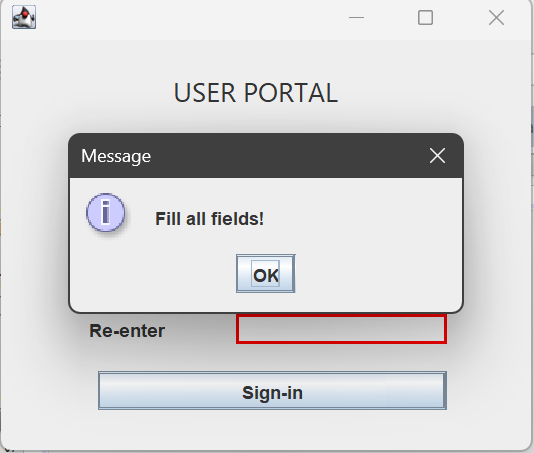 USER PORTAL
Message
Fill all fields!
OK
Re-enter
Sign-in